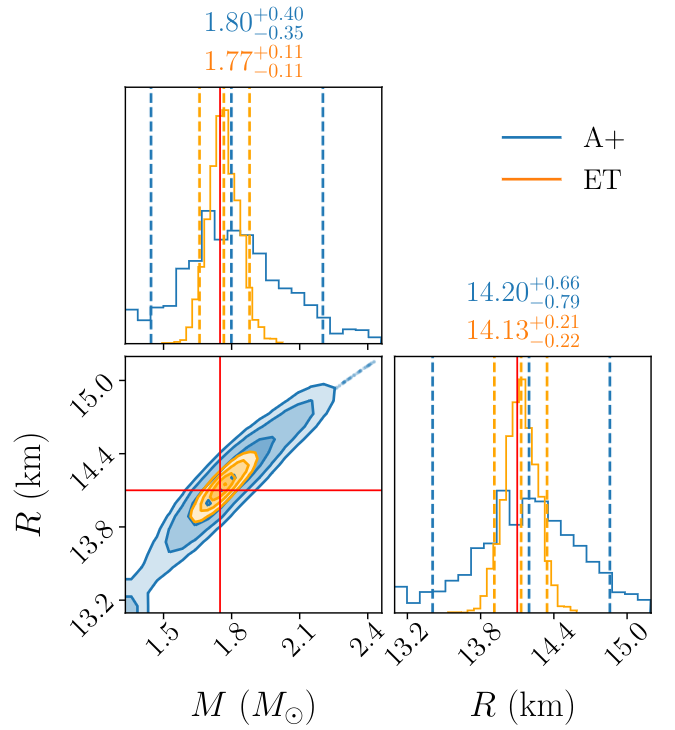 1.80+0.40−0.35
1.77+0.11−0.11
A+
ET
14.20+0.66−0.79
14.13+0.21−0.22
15.0
14.4
13.8
13.2
R (km)
1.5 1.8 2.1 2.4
13.2 13.8 14.4 15.0
M (M⊙)
R (km)